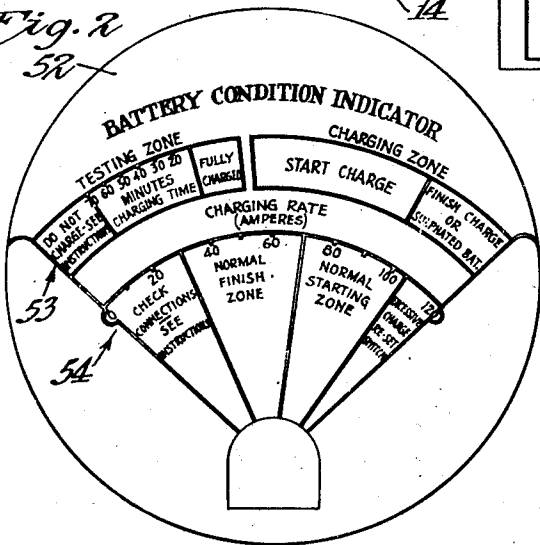 Fig. 2
14
52
BATTERY CONDITION INDICATOR
TESTING ZONE
CHARGING ZONE
DO NOT
CHARGE-SEE
INSTRUCTIONS
70 60 50 40 30 20
MINUTES
CHARGING TIME
FULLY
CHARGED
START CHARGE
FINISH CHARGE
OR
SULPHATED BAT.
CHARGING RATE
(AMPERES)
0 20 40 60 80 100 120
CHECK
CONNECTIONS
SEE
INSTRUCTIONS
NORMAL
FINISH
ZONE
NORMAL
STARTING
ZONE
EXCESSIVE
CHARGE
RE-SET
SWITCH
53
54